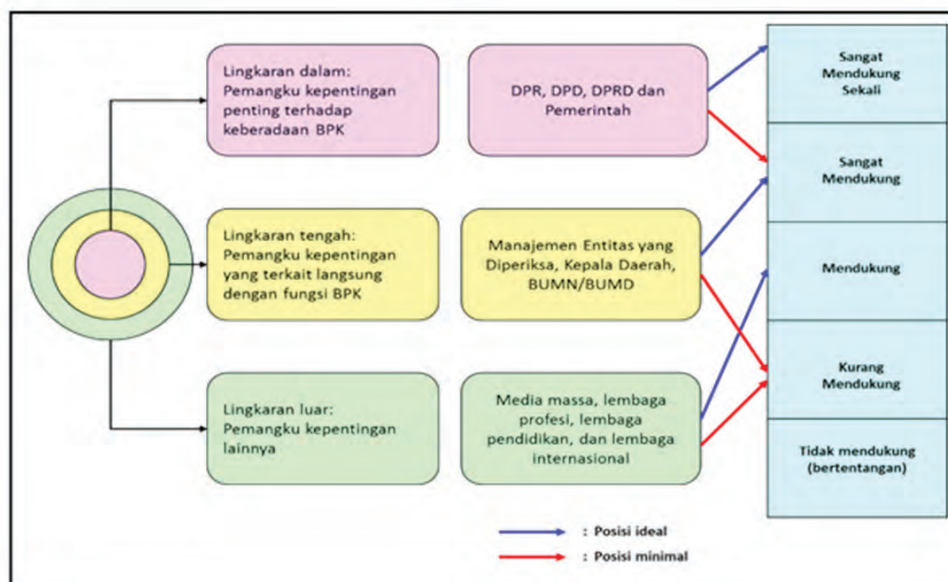 Lingkaran dalam:
Pemangku kepentingan
penting terhadap
keberadaan BPK
DPR, DPD, DPRD dan
Pemerintah
Sangat
Mendukung
Sekali
Sangat
Mendukung
Lingkaran tengah:
Pemangku kepentingan
yang terkait langsung
dengan fungsi BPK
Manajemen Entitas yang
Diperiksa, Kepala Daerah,
BUMN/BUMD
Mendukung
Kurang
Mendukung
Lingkaran luar:
Pemangku kepentingan
lainnya
Media massa, lembaga
profesi, lembaga
pendidikan, dan lembaga
internasional
Tidak mendukung
(bertentangan)
: Posisi ideal
: Posisi minimal